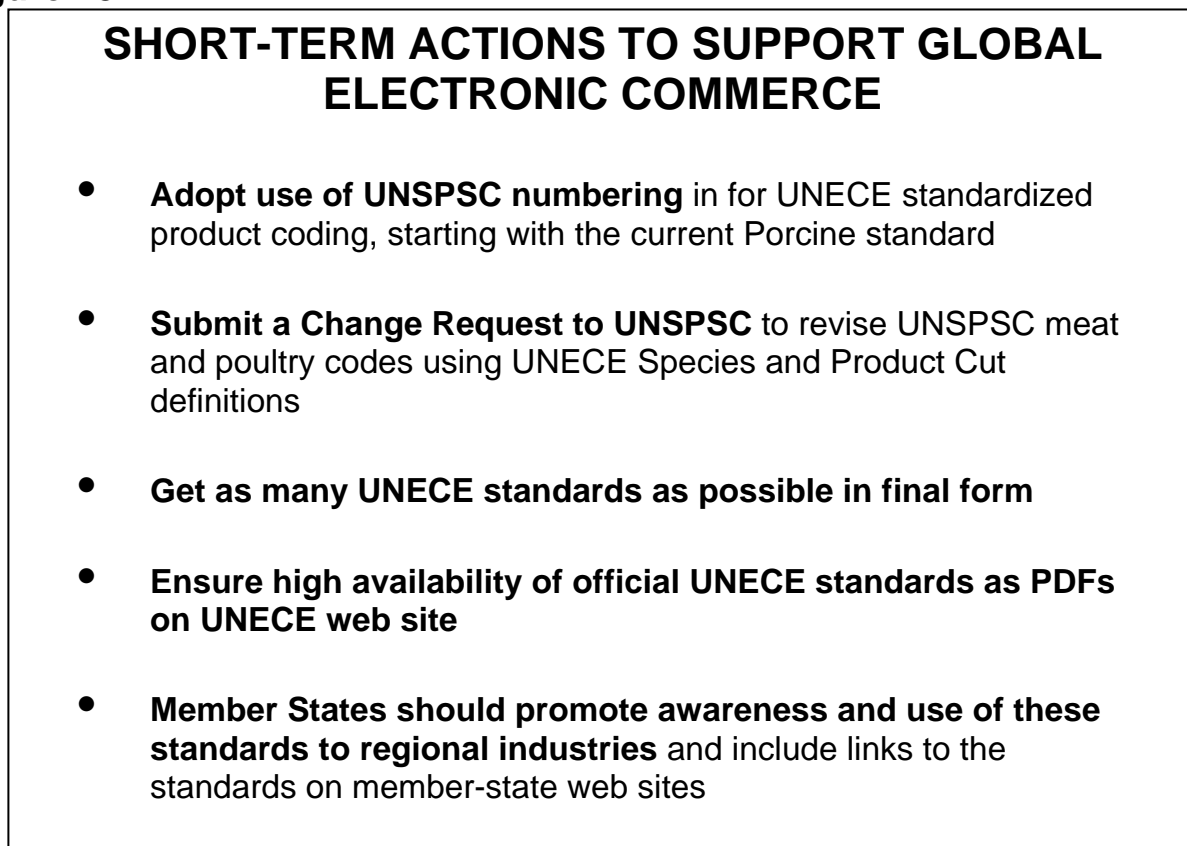 SHORT-TERM ACTIONS TO SUPPORT GLOBAL
ELECTRONIC COMMERCE
• Adopt use of UNSPSC numbering in for UNECE standardized
product coding, starting with the current Porcine standard
• Submit a Change Request to UNSPSC to revise UNSPSC meat
and poultry codes using UNECE Species and Product Cut
definitions
• Get as many UNECE standards as possible in final form
• Ensure high availability of official UNECE standards as PDFs
on UNECE web site
• Member States should promote awareness and use of these
standards to regional industries and include links to the
standards on member-state web sites